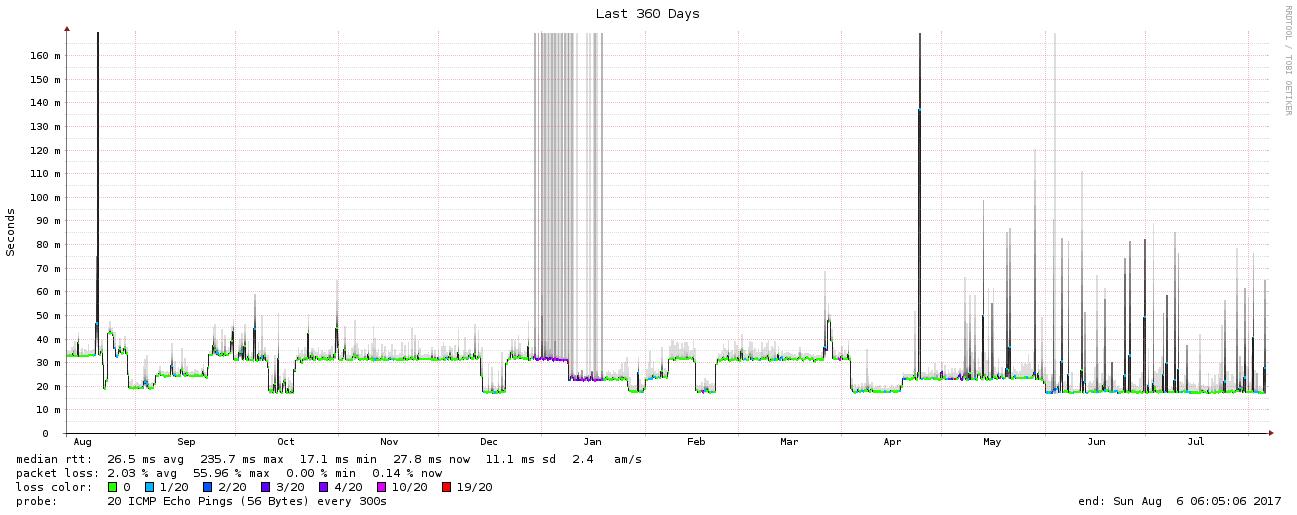 Last 360 Days
RRDTOOL / TOBI OETIKER
Seconds
160 m
150 m
140 m
130 m
120 m
110 m
100 m
90 m
80 m
70 m
60 m
50 m
40 m
30 m
20 m
10 m
0
Aug Sep Oct Nov Dec Jan Feb Mar Apr May Jun Jul
median rtt: 26.5 ms avg 235.7 ms max 17.1 ms min 27.8 ms now 11.1 ms sd 2.4 am/s
packet loss: 2.03 % avg 55.96 % max 0.00 % min 0.14 % now
loss color: 0 1/20 2/20 3/20 4/20 10/20 19/20
probe: 20 ICMP Echo Pings (56 Bytes) every 300s end: Sun Aug 6 06:05:06 2017